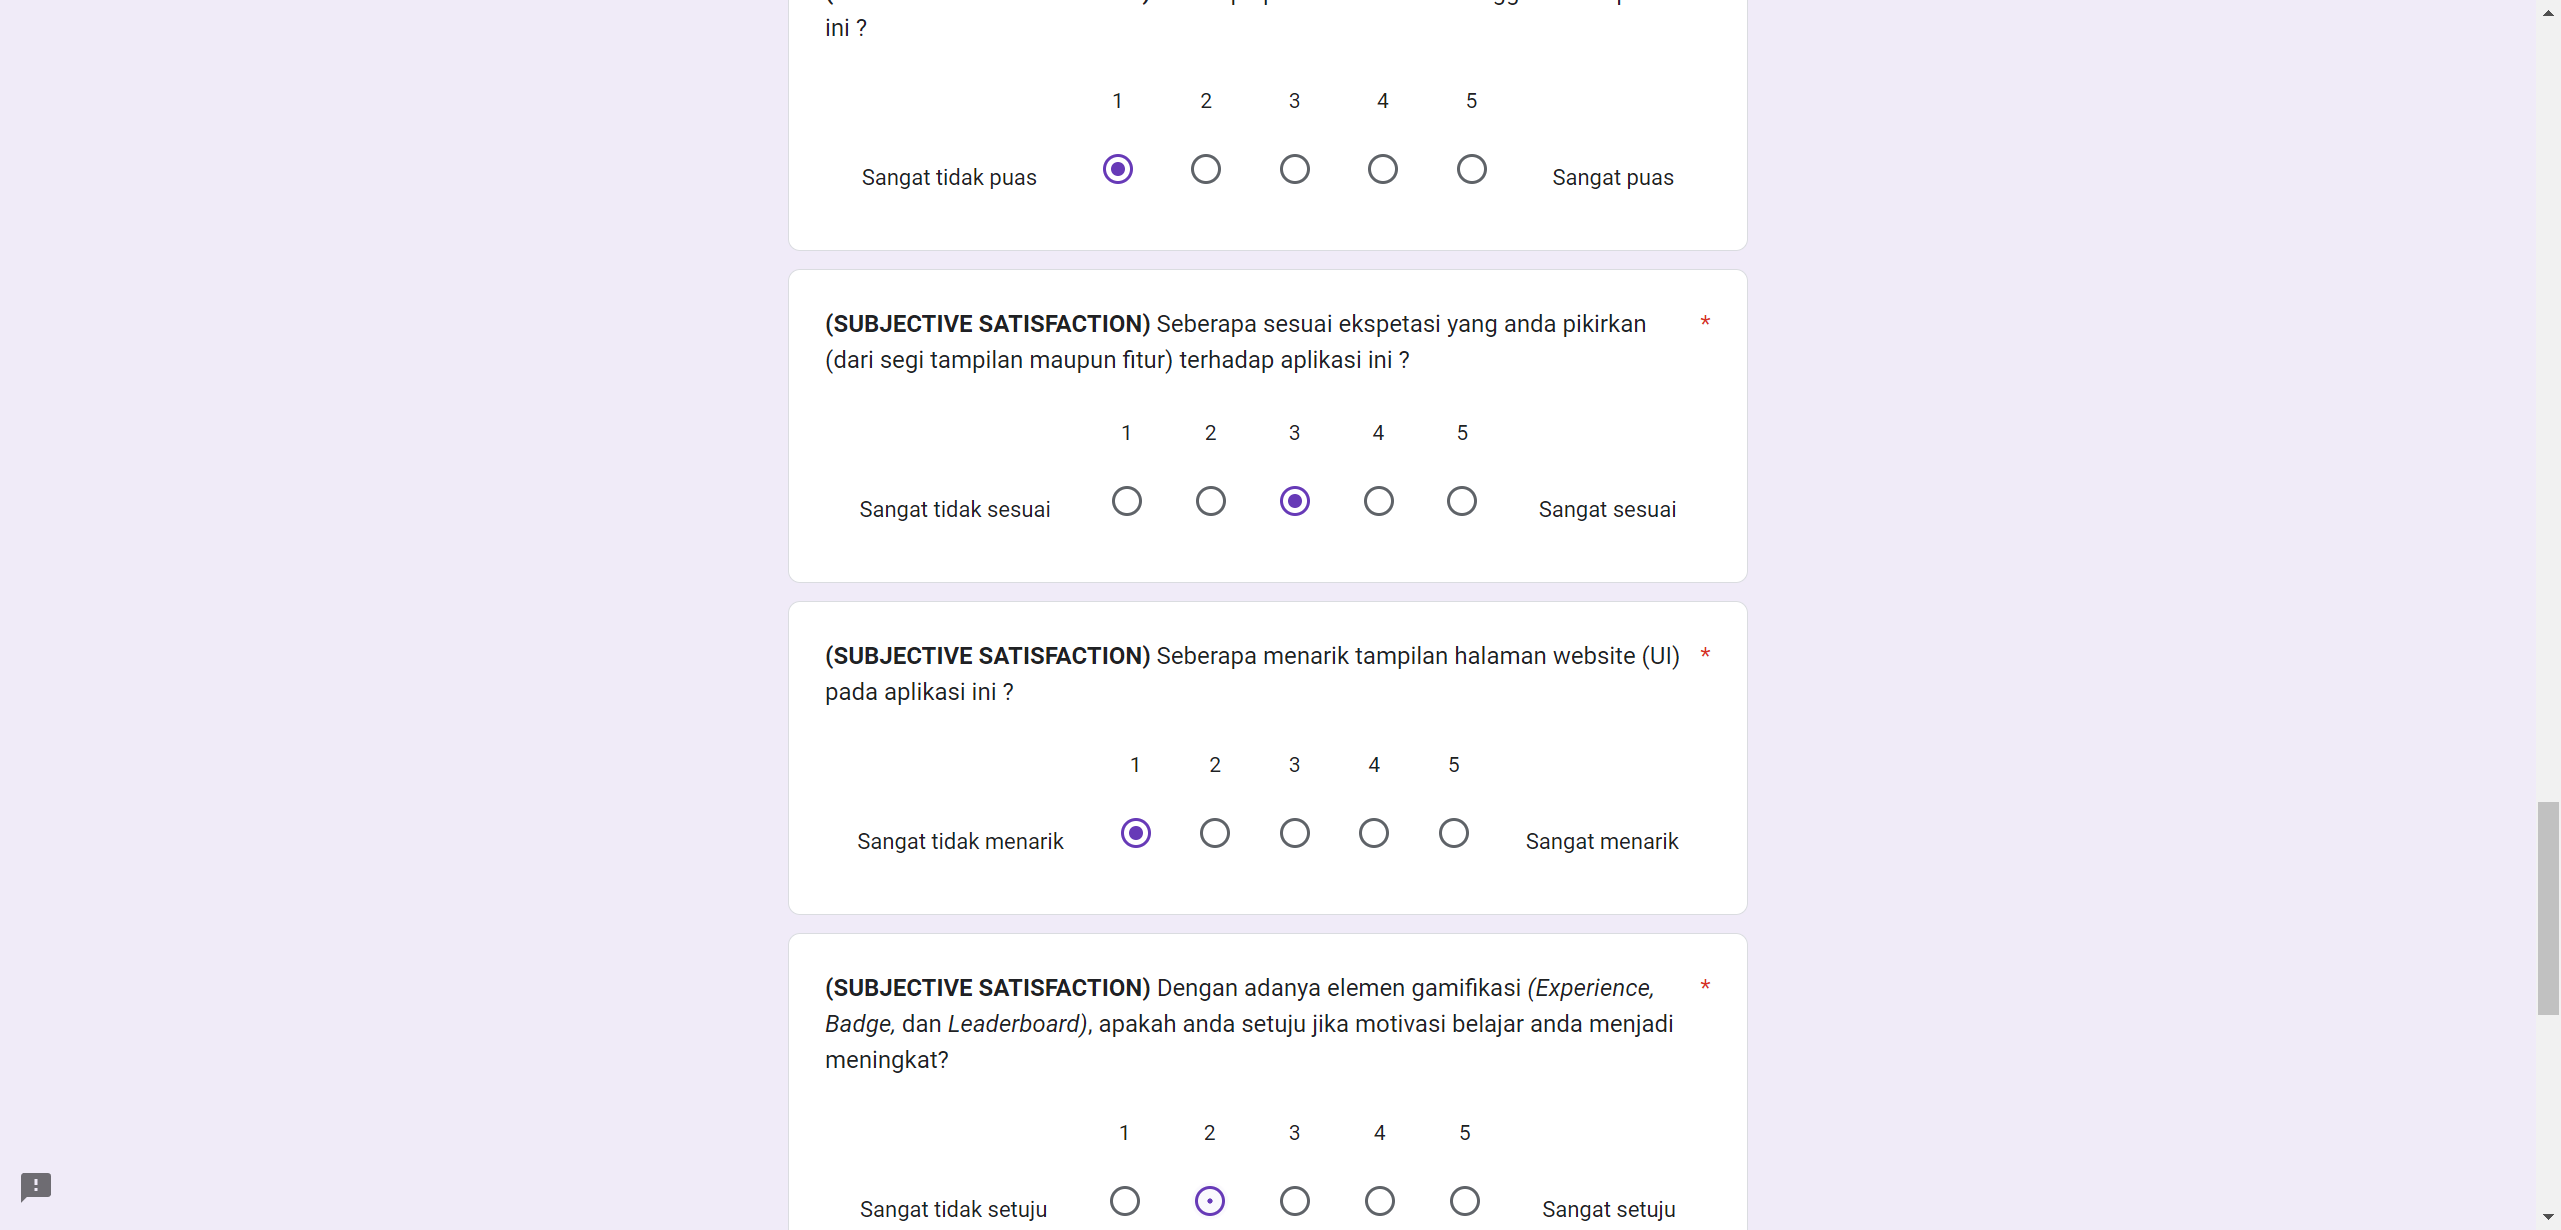 ini ?
1 2 3 4 5
Sangat tidak puas Sangat puas
(SUBJECTIVE SATISFACTION) Seberapa sesuai ekspetasi yang anda pikirkan *
(dari segi tampilan maupun fitur) terhadap aplikasi ini ?
1 2 3 4 5
Sangat tidak sesuai Sangat sesuai
(SUBJECTIVE SATISFACTION) Seberapa menarik tampilan halaman website (UI) *
pada aplikasi ini ?
1 2 3 4 5
Sangat tidak menarik Sangat menarik
(SUBJECTIVE SATISFACTION) Dengan adanya elemen gamifikasi (Experience, *
Badge, dan Leaderboard), apakah anda setuju jika motivasi belajar anda menjadi
meningkat?
1 2 3 4 5
Sangat tidak setuju Sangat setuju